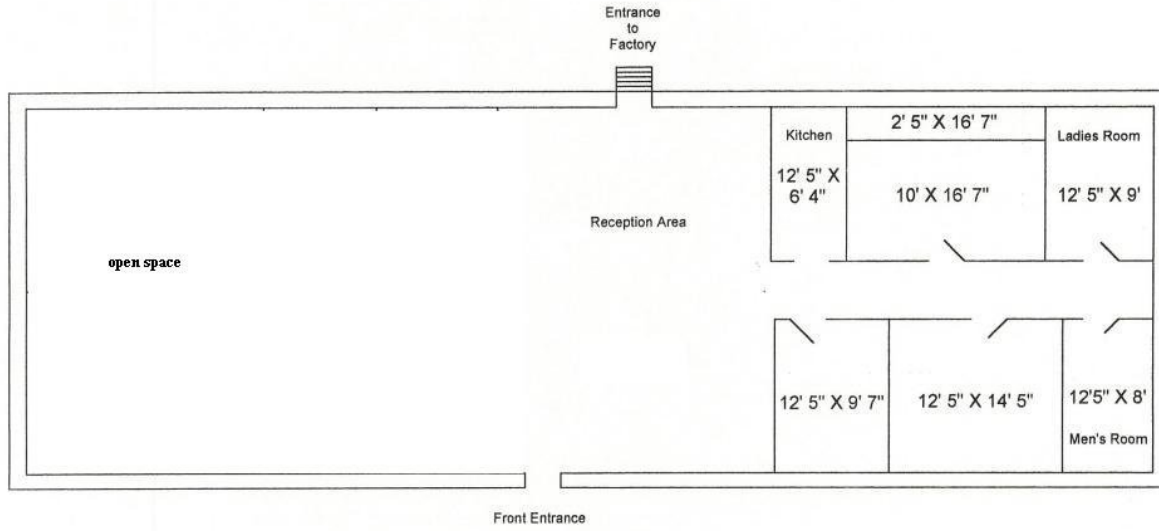 Entrance
to
Factory
Kitchen
12' 5" X
6' 4"
2' 5" X 16' 7"
10' X 16' 7"
Ladies Room
12' 5" X 9'
Reception Area
open space
12' 5" X 9' 7"
12' 5" X 14' 5"
12'5" X 8'
Men's Room
Front Entrance